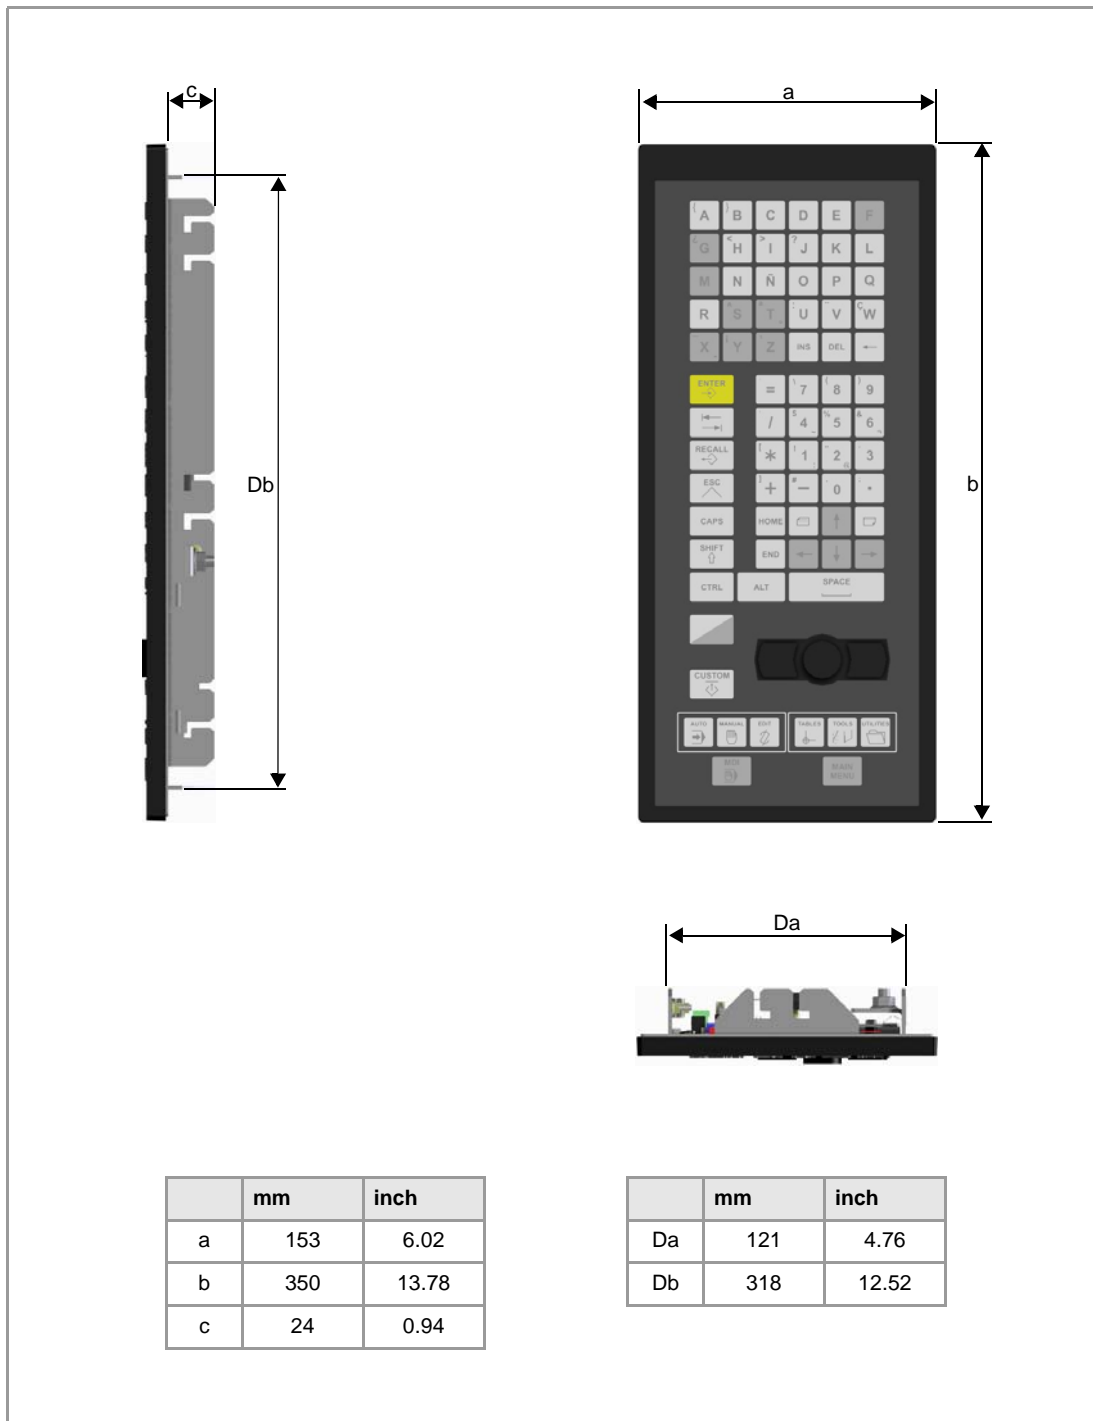 c
a
( A ) B C D E F
¿ G < H > I ? J K L
M N Ñ O P Q
R S T : U V Ç W
X Y Z INS DEL ←
ENTER = \ 7 ( 8 ) 9
/ $ 4 % 5 & 6
RECALL [ * ! 1 " 2 3
ESC ] + # - 0 ; .
CAPS HOME ↑
SHIFT END ← ↓ →
CTRL ALT SPACE
CUSTOM
AUTO MANUAL EDIT TABLES TOOLS UTILITIES
MDI MAIN
MENU
Db
b
Da
mm inch
a 153 6.02
b 350 13.78
c 24 0.94
mm inch
Da 121 4.76
Db 318 12.52